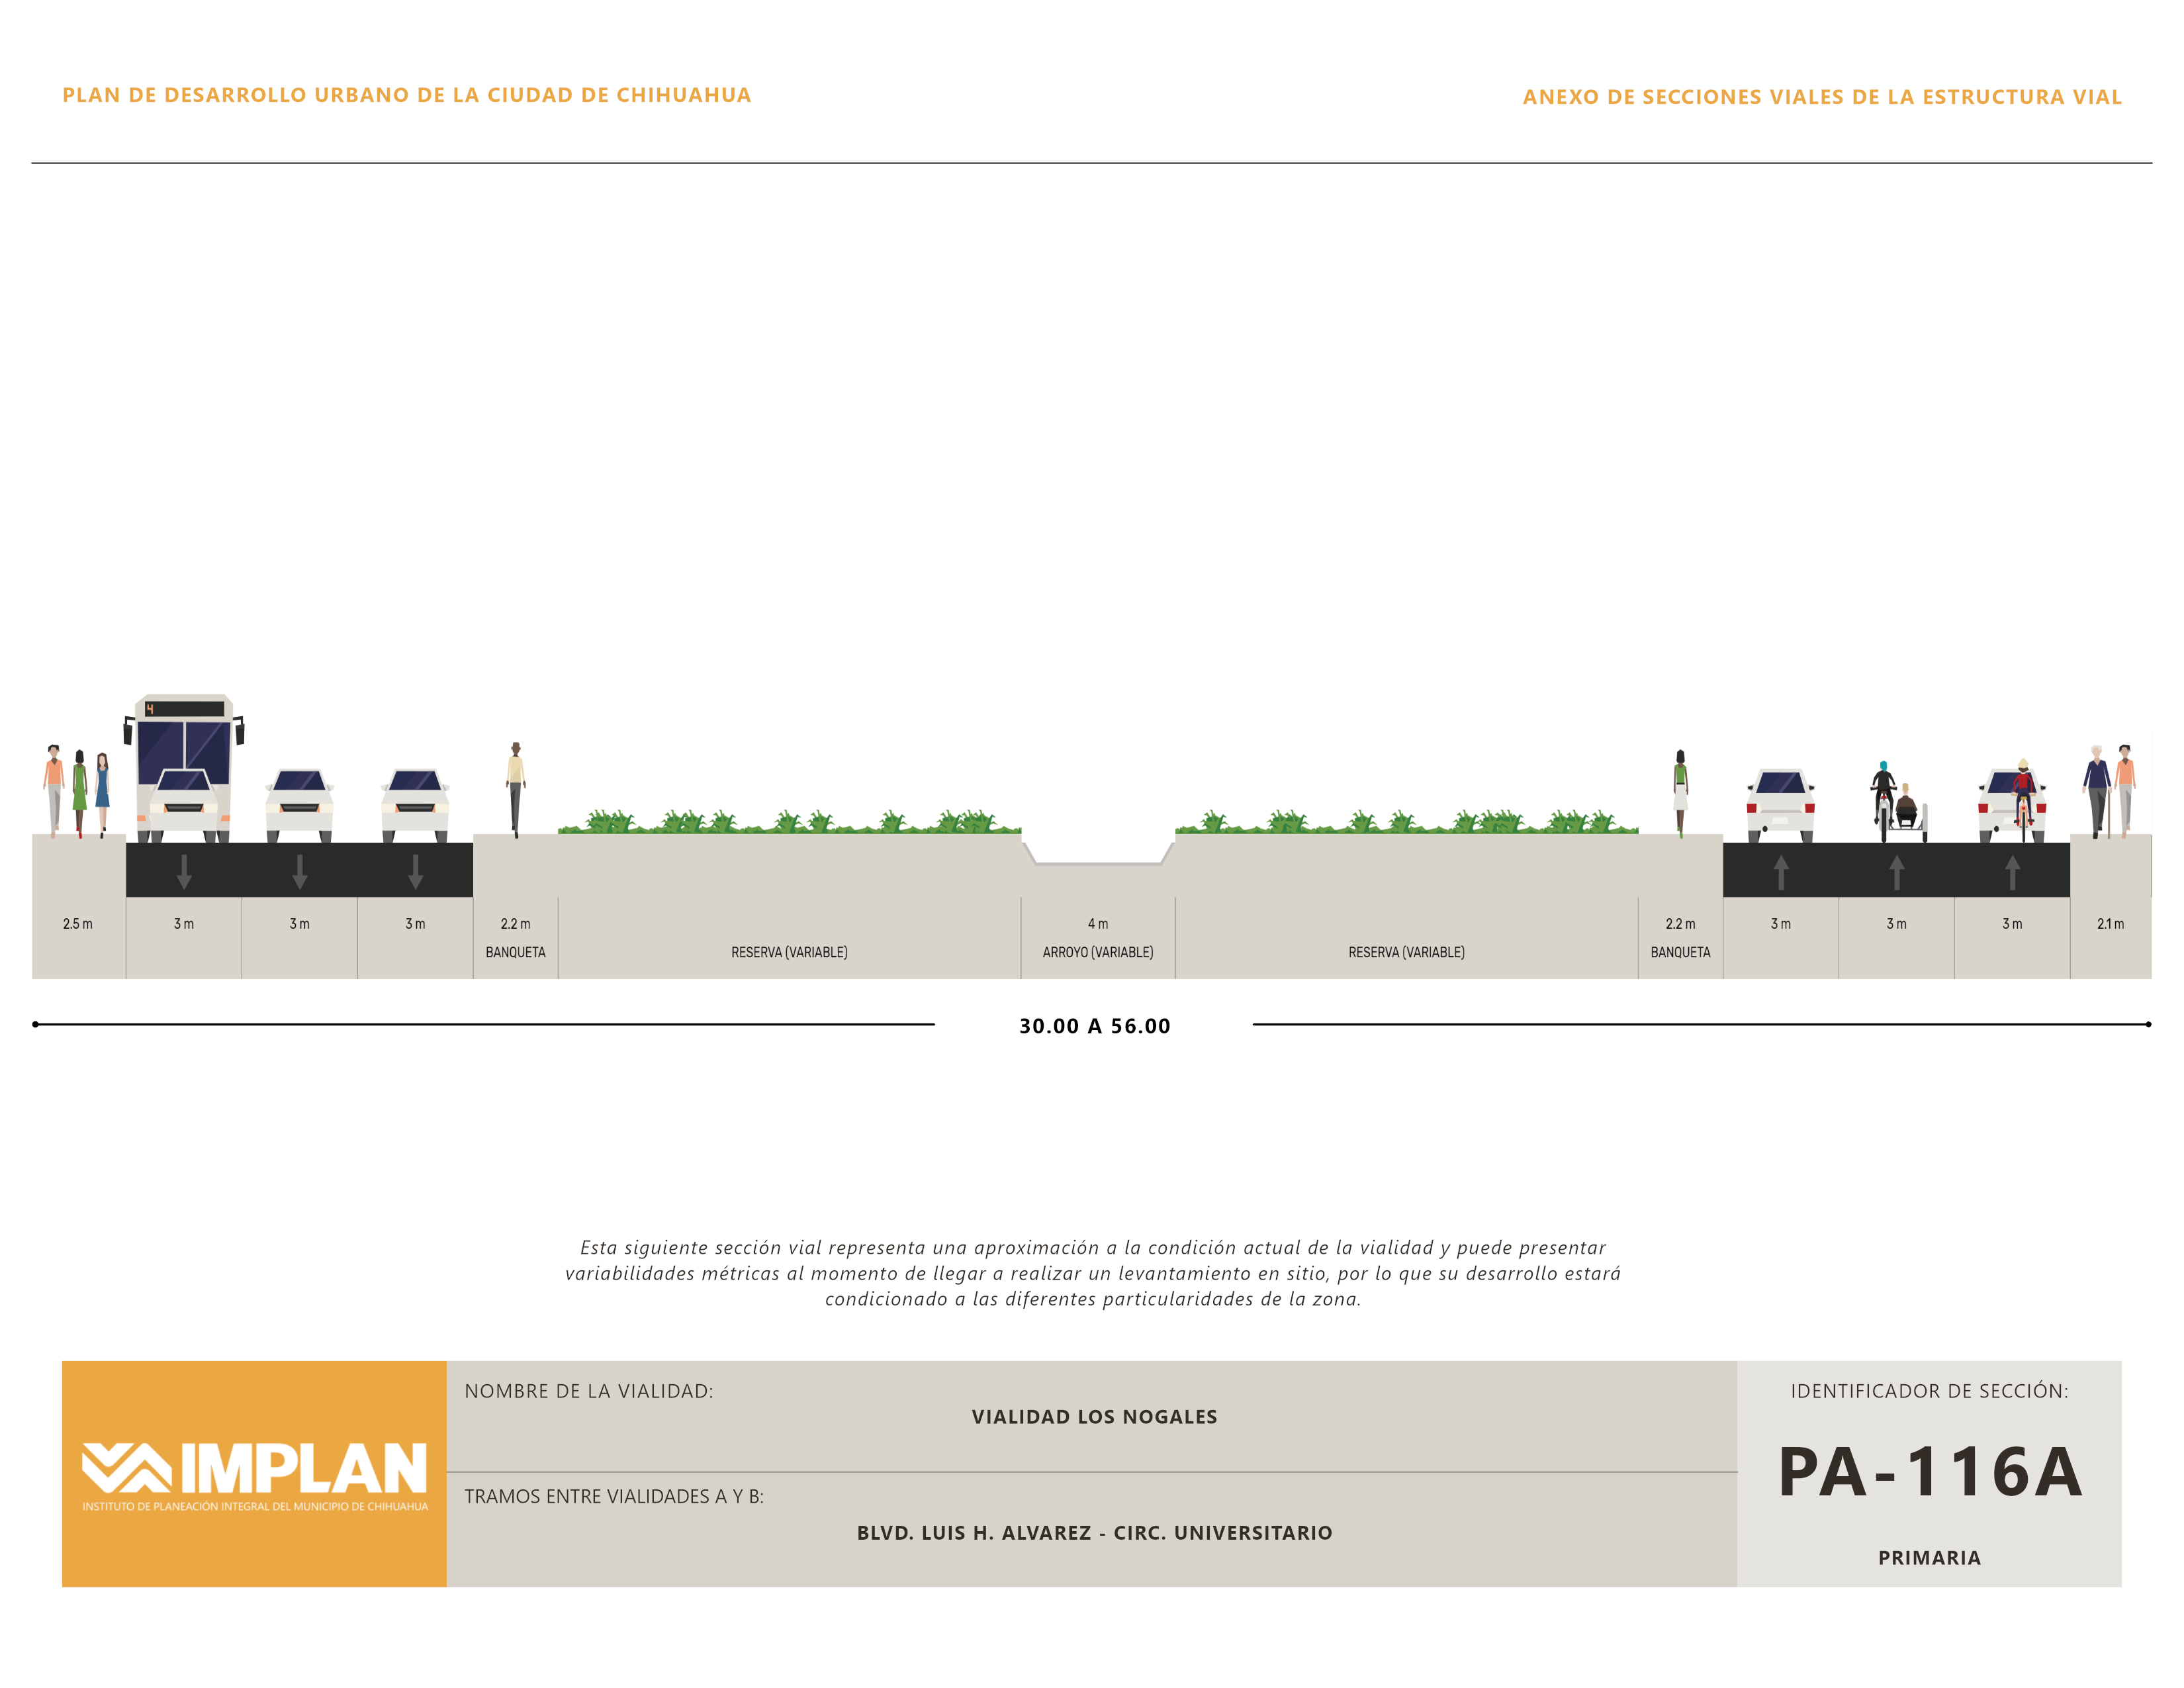 PLAN DE DESARROLLO URBANO DE LA CIUDAD DE CHIHUAHUA
ANEXO DE SECCIONES VIALES DE LA ESTRUCTURA VIAL
4
2.5 m
3 m
3 m
3 m
2.2 m
BANQUETA
RESERVA (VARIABLE)
4 m
ARROYO (VARIABLE)
RESERVA (VARIABLE)
2.2 m
BANQUETA
3 m
3 m
3 m
2.1 m
30.00 A 56.00
Esta siguiente sección vial representa una aproximación a la condición actual de la vialidad y puede presentar
variabilidades métricas al momento de llegar a realizar un levantamiento en sitio, por lo que su desarrollo estará
condicionado a las diferentes particularidades de la zona.
IMPLAN
INSTITUTO DE PLANEACIÓN INTEGRAL DEL MUNICIPIO DE CHIHUAHUA
NOMBRE DE LA VIALIDAD:
VIALIDAD LOS NOGALES
TRAMOS ENTRE VIALIDADES A Y B:
BLVD. LUIS H. ALVAREZ - CIRC. UNIVERSITARIO
IDENTIFICADOR DE SECCIÓN:
PA-116A
PRIMARIA